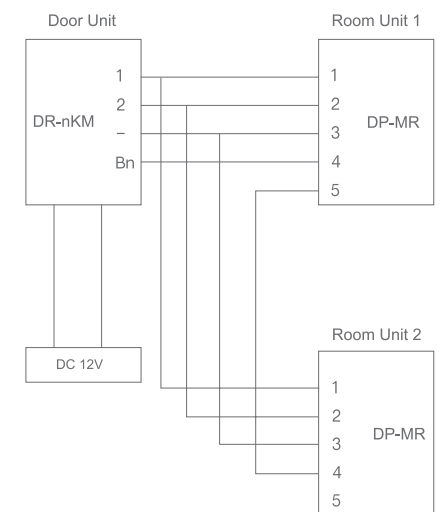 Door Unit
DR-nKM
1
2
–
Bn
DC 12V
Room Unit 1
1
2
3
4
5
DP-MR
Room Unit 2
1
2
3
4
5
DP-MR